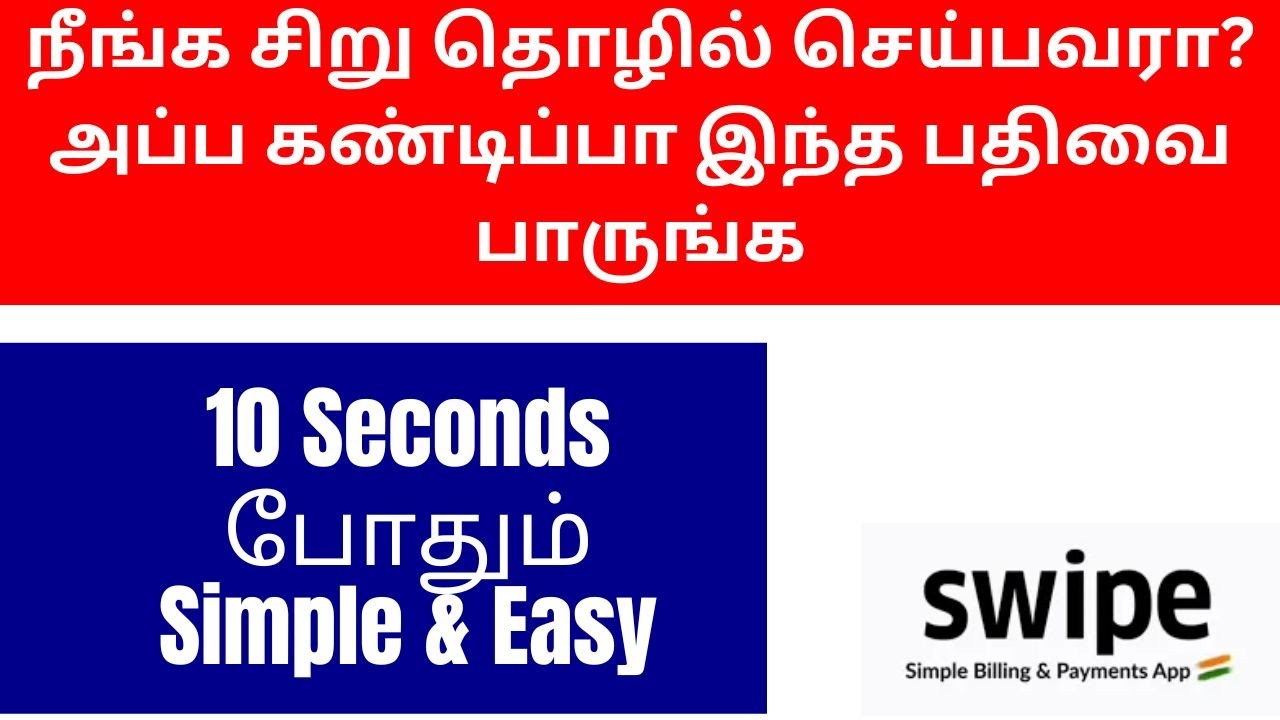 நீங்க சிறு தொழில் செய்பவரா?
அப்ப கண்டிப்பா இந்த பதிவை
பாருங்க
10 Seconds
போதும்
Simple & Easy
swipe
Simple Billing & Payments App